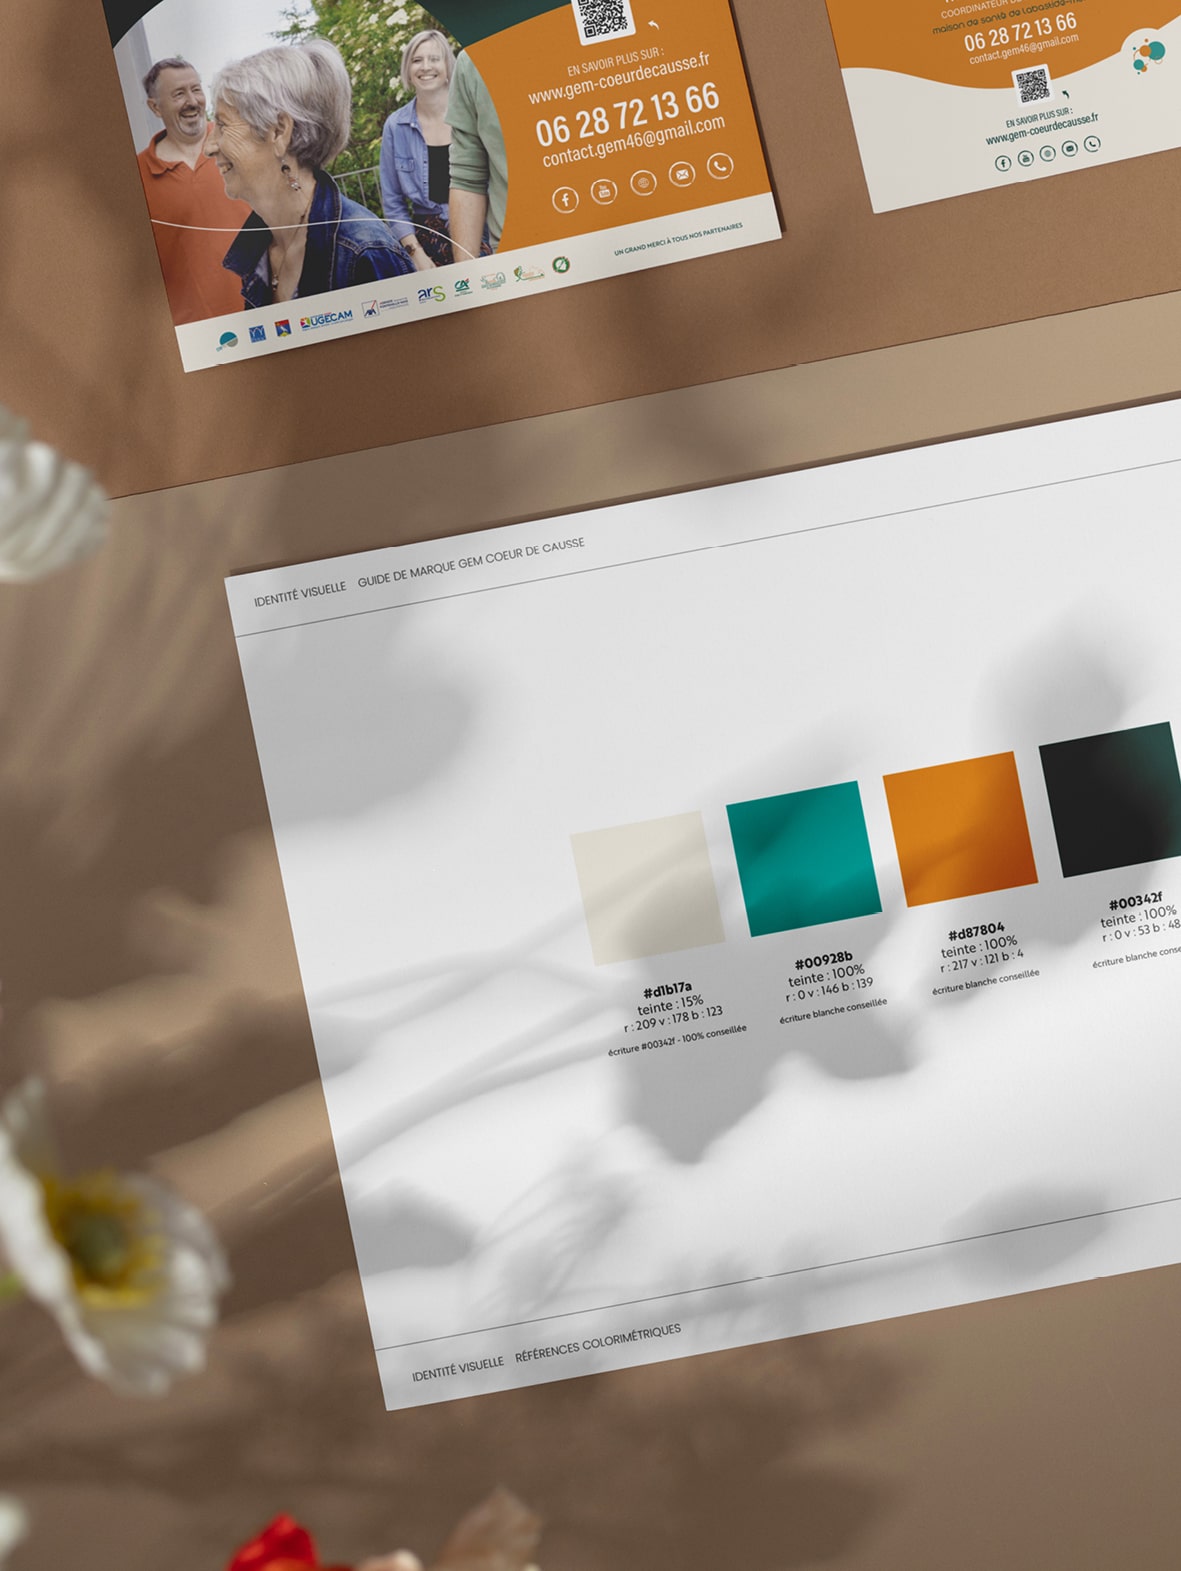 EN SAVOIR PLUS SUR :
www.gem-coeurdecausse.fr
06 28 72 13 66
contact.gem46@gmail.com
UN GRAND MERCI À TOUS NOS PARTENAIRES
UGECAM
AXA
ars
CA
COORDINATEUR
maison de santé de Labastide
06 28 72 13 66
contact.gem46@gmail.com
EN SAVOIR PLUS SUR :
www.gem-coeurdecausse.fr
IDENTITÉ VISUELLE GUIDE DE MARQUE GEM COEUR DE CAUSSE
#d1b17a
teinte : 15%
r : 209 v : 178 b : 123
écriture #00342f - 100% conseillée
#00928b
teinte : 100%
r : 0 v : 146 b : 139
écriture blanche conseillée
#d87804
teinte : 100%
r : 217 v : 121 b : 4
écriture blanche conseillée
#00342f
teinte : 100%
r : 0 v : 53 b : 48
écriture blanche conse
IDENTITÉ VISUELLE RÉFÉRENCES COLORIMÉTRIQUES